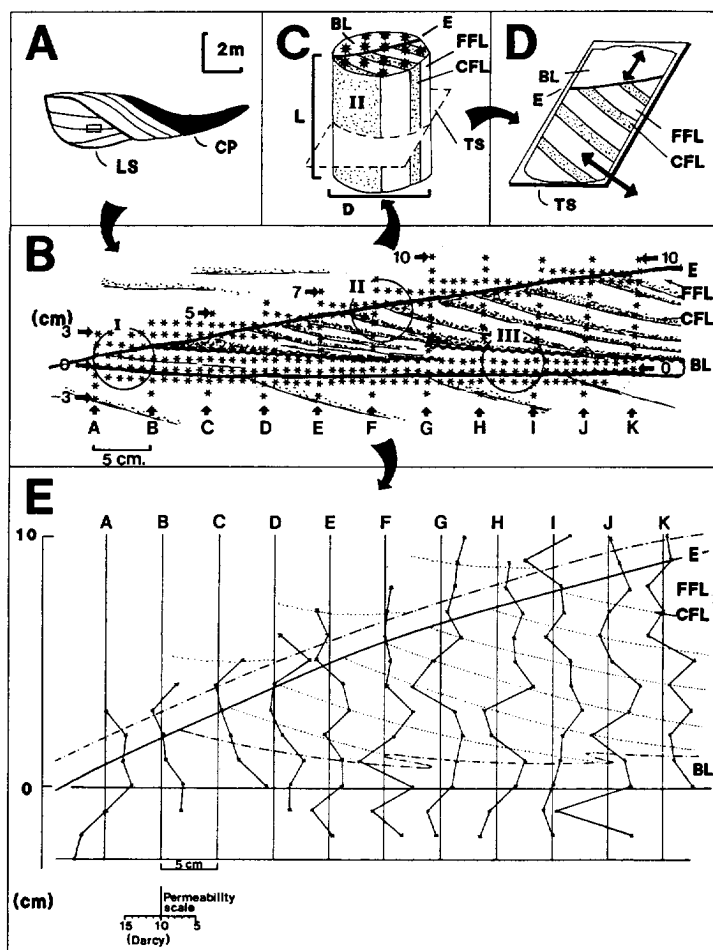 A
2m
LS
CP
C
BL
E
FFL
CFL
II
L
TS
D
D
BL
E
FFL
CFL
TS
B
(cm)
10
10
E
7
II
FFL
5
CFL
3
I
III
0
0
BL
-3
A B C D E F G H I J K
5 cm.
E
A B C D E F G H I J K
10
E
FFL
CFL
BL
0
5 cm
(cm)
Permeability
scale
15 10 5
(Darcy)